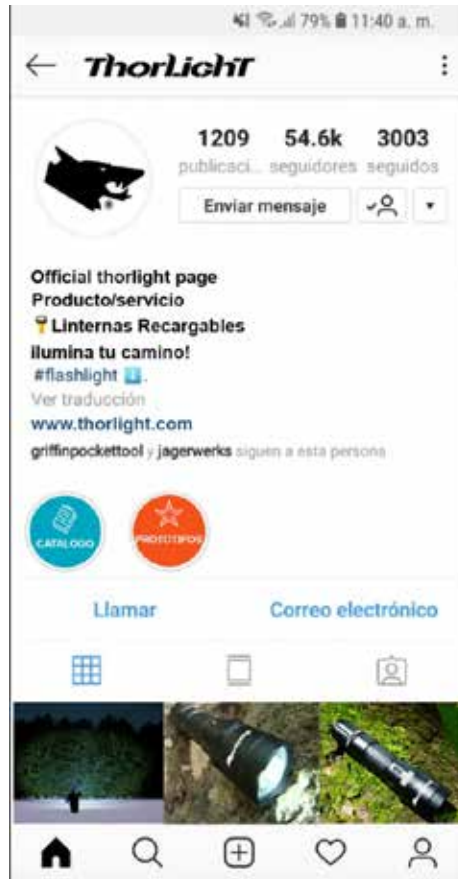 79% 11:40 a. m.
ThorLichT
1209 54.6k 3003
publicaci... seguidores seguidos
Enviar mensaje
Official thorlight page
Producto/servicio
Linternas Recargables
ilumina tu camino!
#flashlight .
Ver traducción
www.thorlight.com
griffinpockettool y jagerwerks siguen a esta persona
CATALOGO PROTOTIPOS
Llamar Correo electrónico